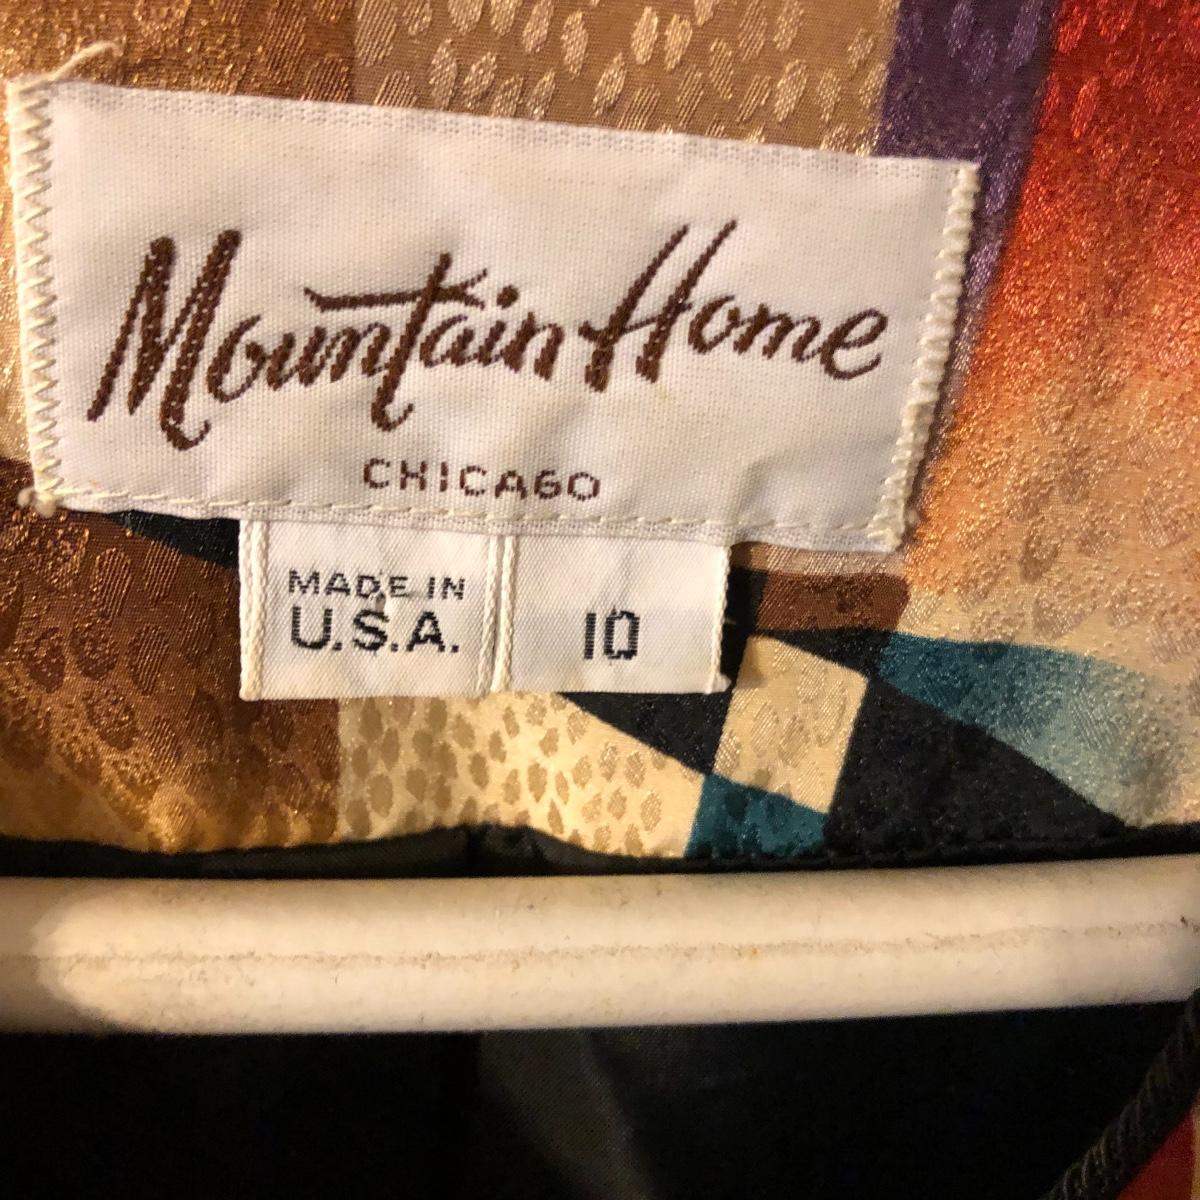 Mountain Home
CHICAGO
MADE IN
U.S.A.
10